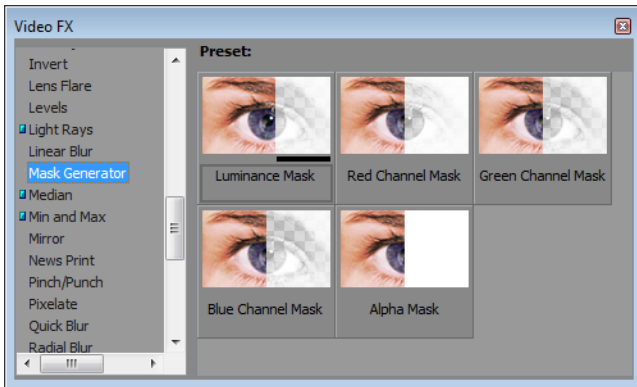 Video FX
Invert
Lens Flare
Levels
Light Rays
Linear Blur
Mask Generator
Median
Min and Max
Mirror
News Print
Pinch/Punch
Pixelate
Quick Blur
Radial Blur
Preset:
Luminance Mask
Red Channel Mask
Green Channel Mask
Blue Channel Mask
Alpha Mask